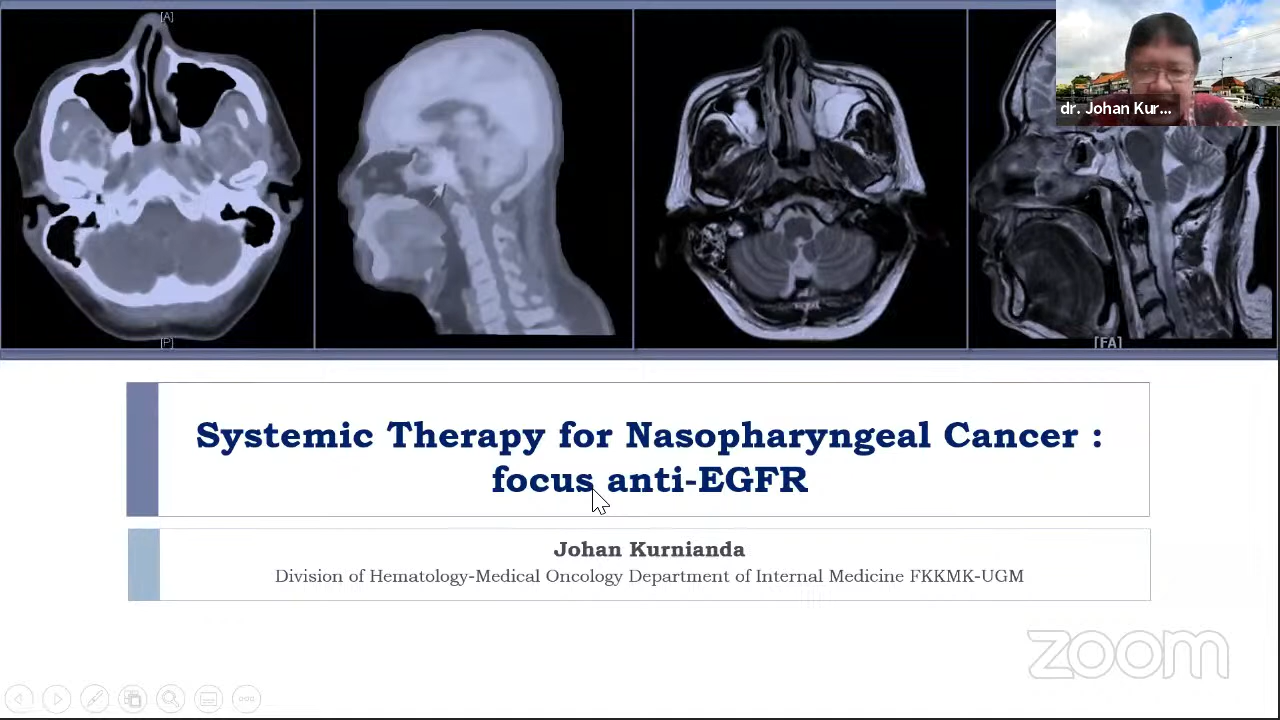 [A]
dr. Johan Kur...
[P]
[FA]
Systemic Therapy for Nasopharyngeal Cancer :
focus anti-EGFR
Johan Kurnianda
Division of Hematology-Medical Oncology Department of Internal Medicine FKKMK-UGM
zoom